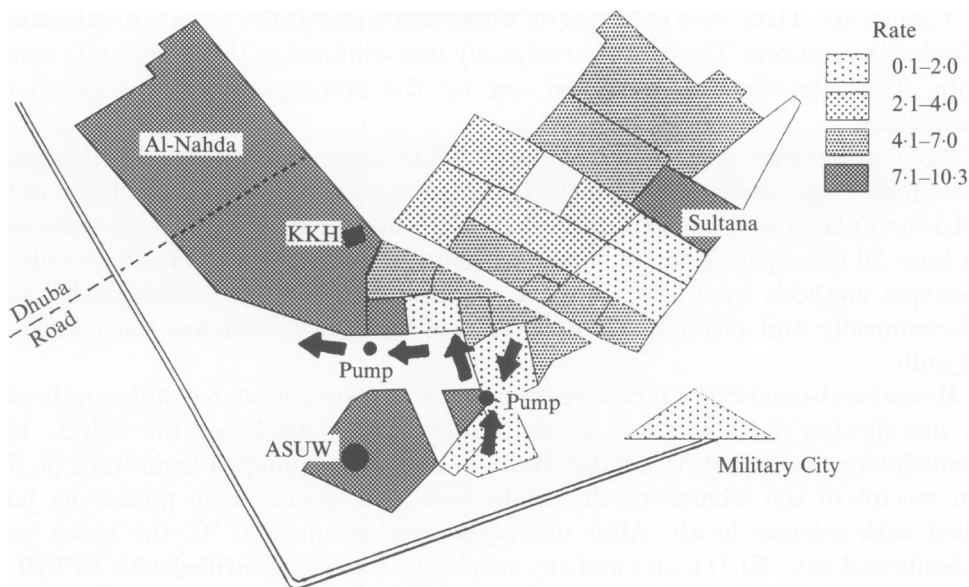 Rate
0·1–2·0
2·1–4·0
4·1–7·0
7·1–10·3
Al-Nahda
KKH
Sultana
Dhuba
Road
Pump
Pump
ASUW
Military City